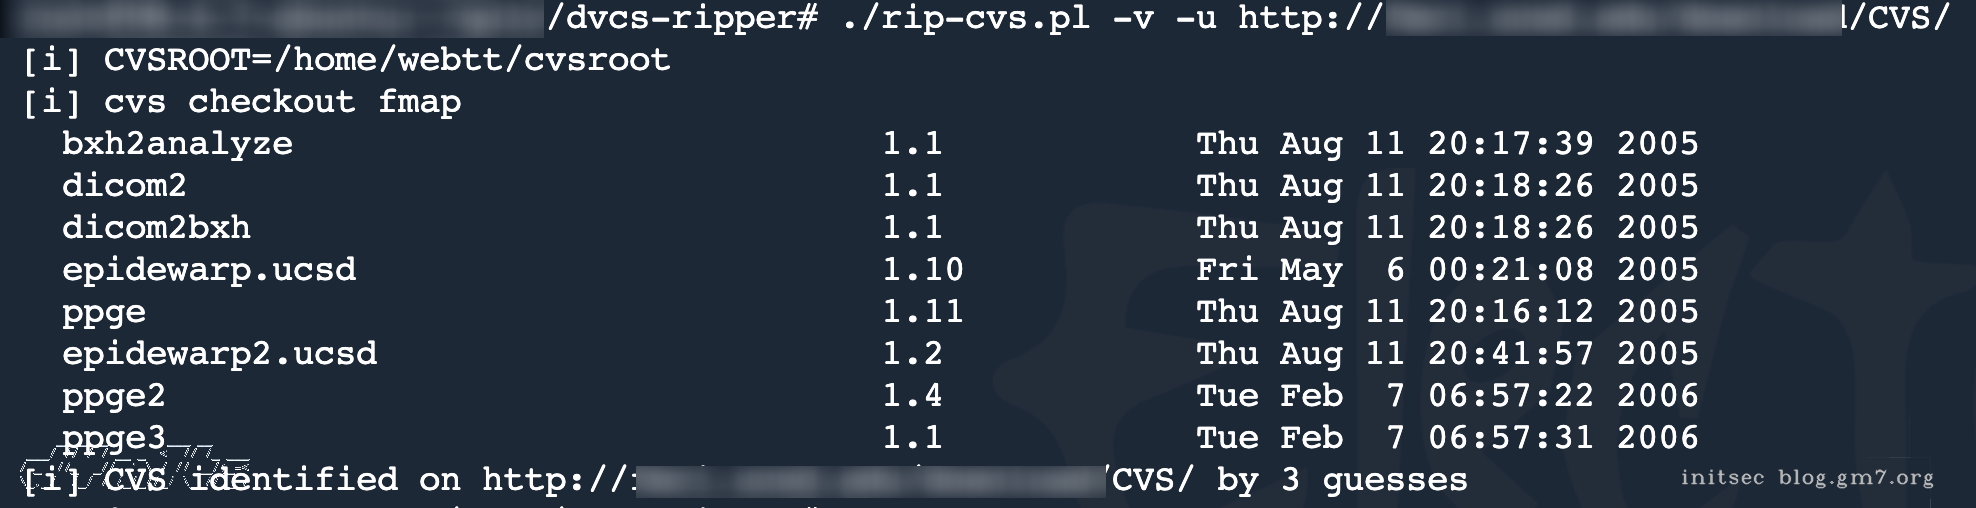 /dvcs-ripper# ./rip-cvs.pl -v -u http:// /CVS/
[i] CVSROOT=/home/webtt/cvsroot
[i] cvs checkout fmap
bxh2analyze 1.1 Thu Aug 11 20:17:39 2005
dicom2 1.1 Thu Aug 11 20:18:26 2005
dicom2bxh 1.1 Thu Aug 11 20:18:26 2005
epidewarp.ucsd 1.10 Fri May 6 00:21:08 2005
ppge 1.11 Thu Aug 11 20:16:12 2005
epidewarp2.ucsd 1.2 Thu Aug 11 20:41:57 2005
ppge2 1.4 Tue Feb 7 06:57:22 2006
ppge3 1.1 Tue Feb 7 06:57:31 2006
[i] CVS identified on http:// /CVS/ by 3 guesses
initsec blog.gm7.org